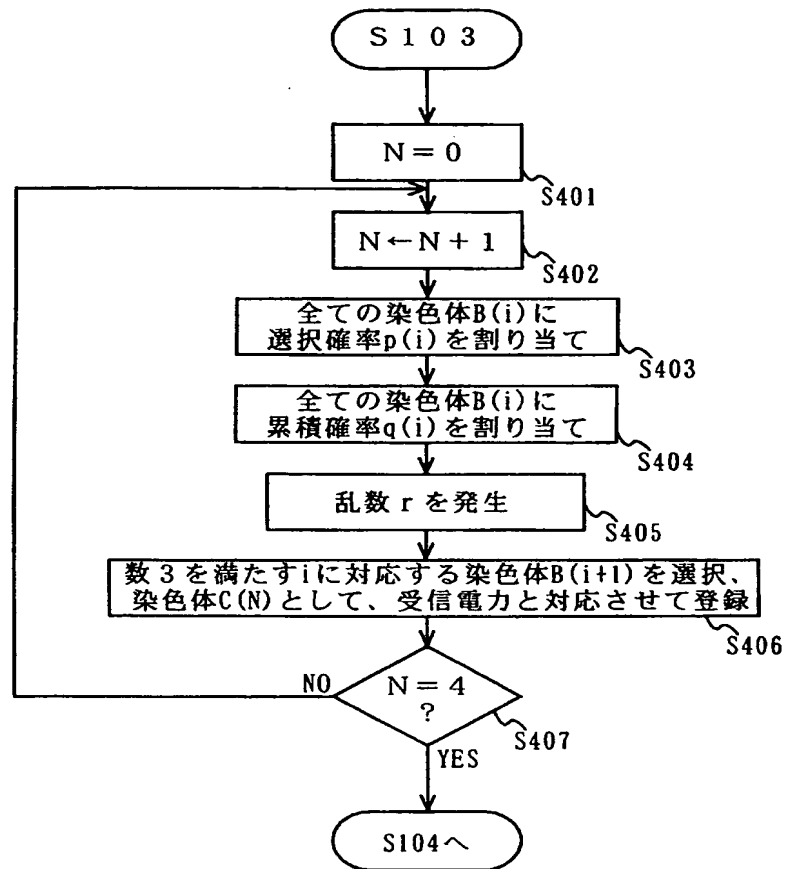 S103
N=0
S401
N←N+1
S402
全ての染色体B(i)に
選択確率p(i)を割り当て
S403
全ての染色体B(i)に
累積確率q(i)を割り当て
S404
乱数rを発生
S405
数3を満たすiに対応する染色体B(i+1)を選択、
染色体C(N)として、受信電力と対応させて登録
S406
NO
N=4
?
S407
YES
S104へ